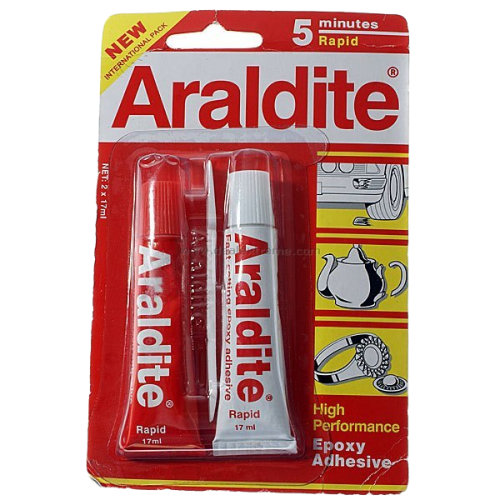 NEW
INTERNATIONAL PACK
5 minutes
Rapid
Araldite®
NET: 2 x 17ml
Araldite®
Rapid
17ml
Araldite
Araldite®
Fast setting epoxy adhesive
Rapid
17 ml
High
Performance
Epoxy
Adhesive